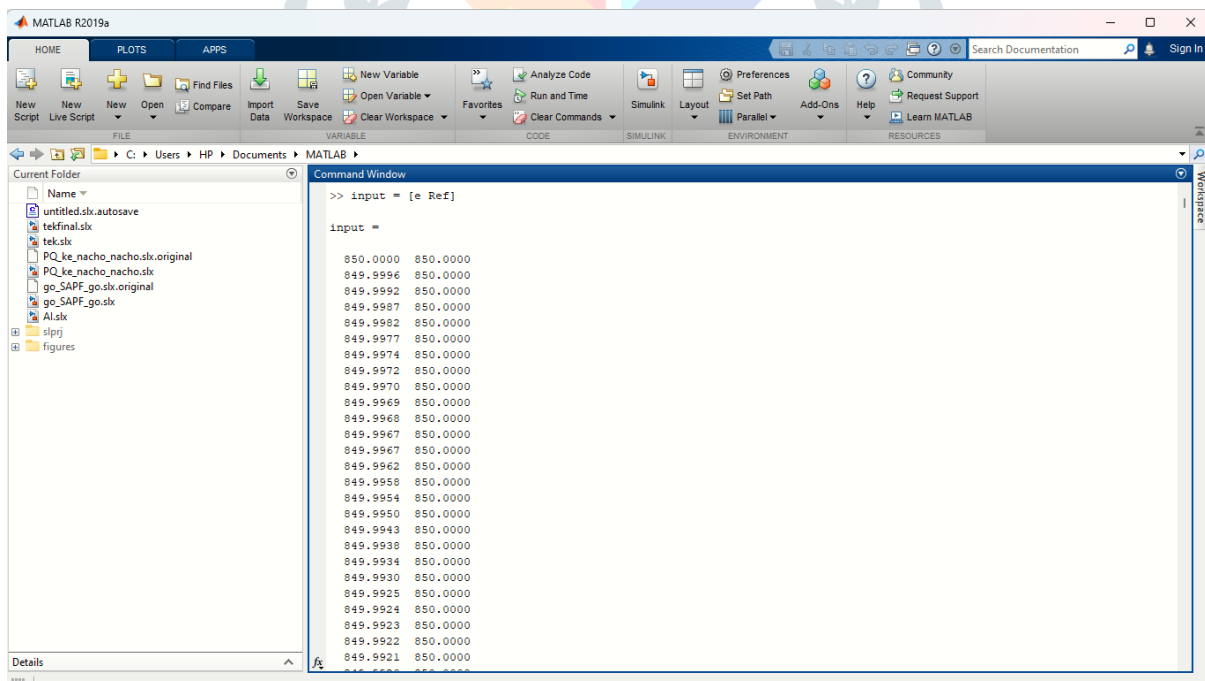 MATLAB R2019a
HOME PLOTS APPS
Search Documentation
Sign In
New Script
New Live Script
New
Open
Find Files
Compare
Import Data
Save Workspace
New Variable
Open Variable
Clear Workspace
Favorites
Analyze Code
Run and Time
Clear Commands
Simulink
Layout
Preferences
Set Path
Parallel
Add-Ons
Help
Community
Request Support
Learn MATLAB
FILE VARIABLE CODE SIMULINK ENVIRONMENT RESOURCES
C: Users HP Documents MATLAB
Current Folder
Name
untitled.slx.autosave
tekfinal.slx
tek.slx
PQ_ke_nacho_nacho.slx.original
PQ_ke_nacho_nacho.slx
go_SAPF_go.slx.original
go_SAPF_go.slx
AI.slx
slprj
figures
Details
Command Window
>> input = [e Ref]
input =
850.0000 850.0000
849.9996 850.0000
849.9992 850.0000
849.9987 850.0000
849.9982 850.0000
849.9977 850.0000
849.9974 850.0000
849.9972 850.0000
849.9970 850.0000
849.9969 850.0000
849.9968 850.0000
849.9967 850.0000
849.9967 850.0000
849.9962 850.0000
849.9958 850.0000
849.9954 850.0000
849.9950 850.0000
849.9943 850.0000
849.9938 850.0000
849.9934 850.0000
849.9930 850.0000
849.9925 850.0000
849.9924 850.0000
849.9923 850.0000
849.9922 850.0000
849.9921 850.0000
fx
Workspace